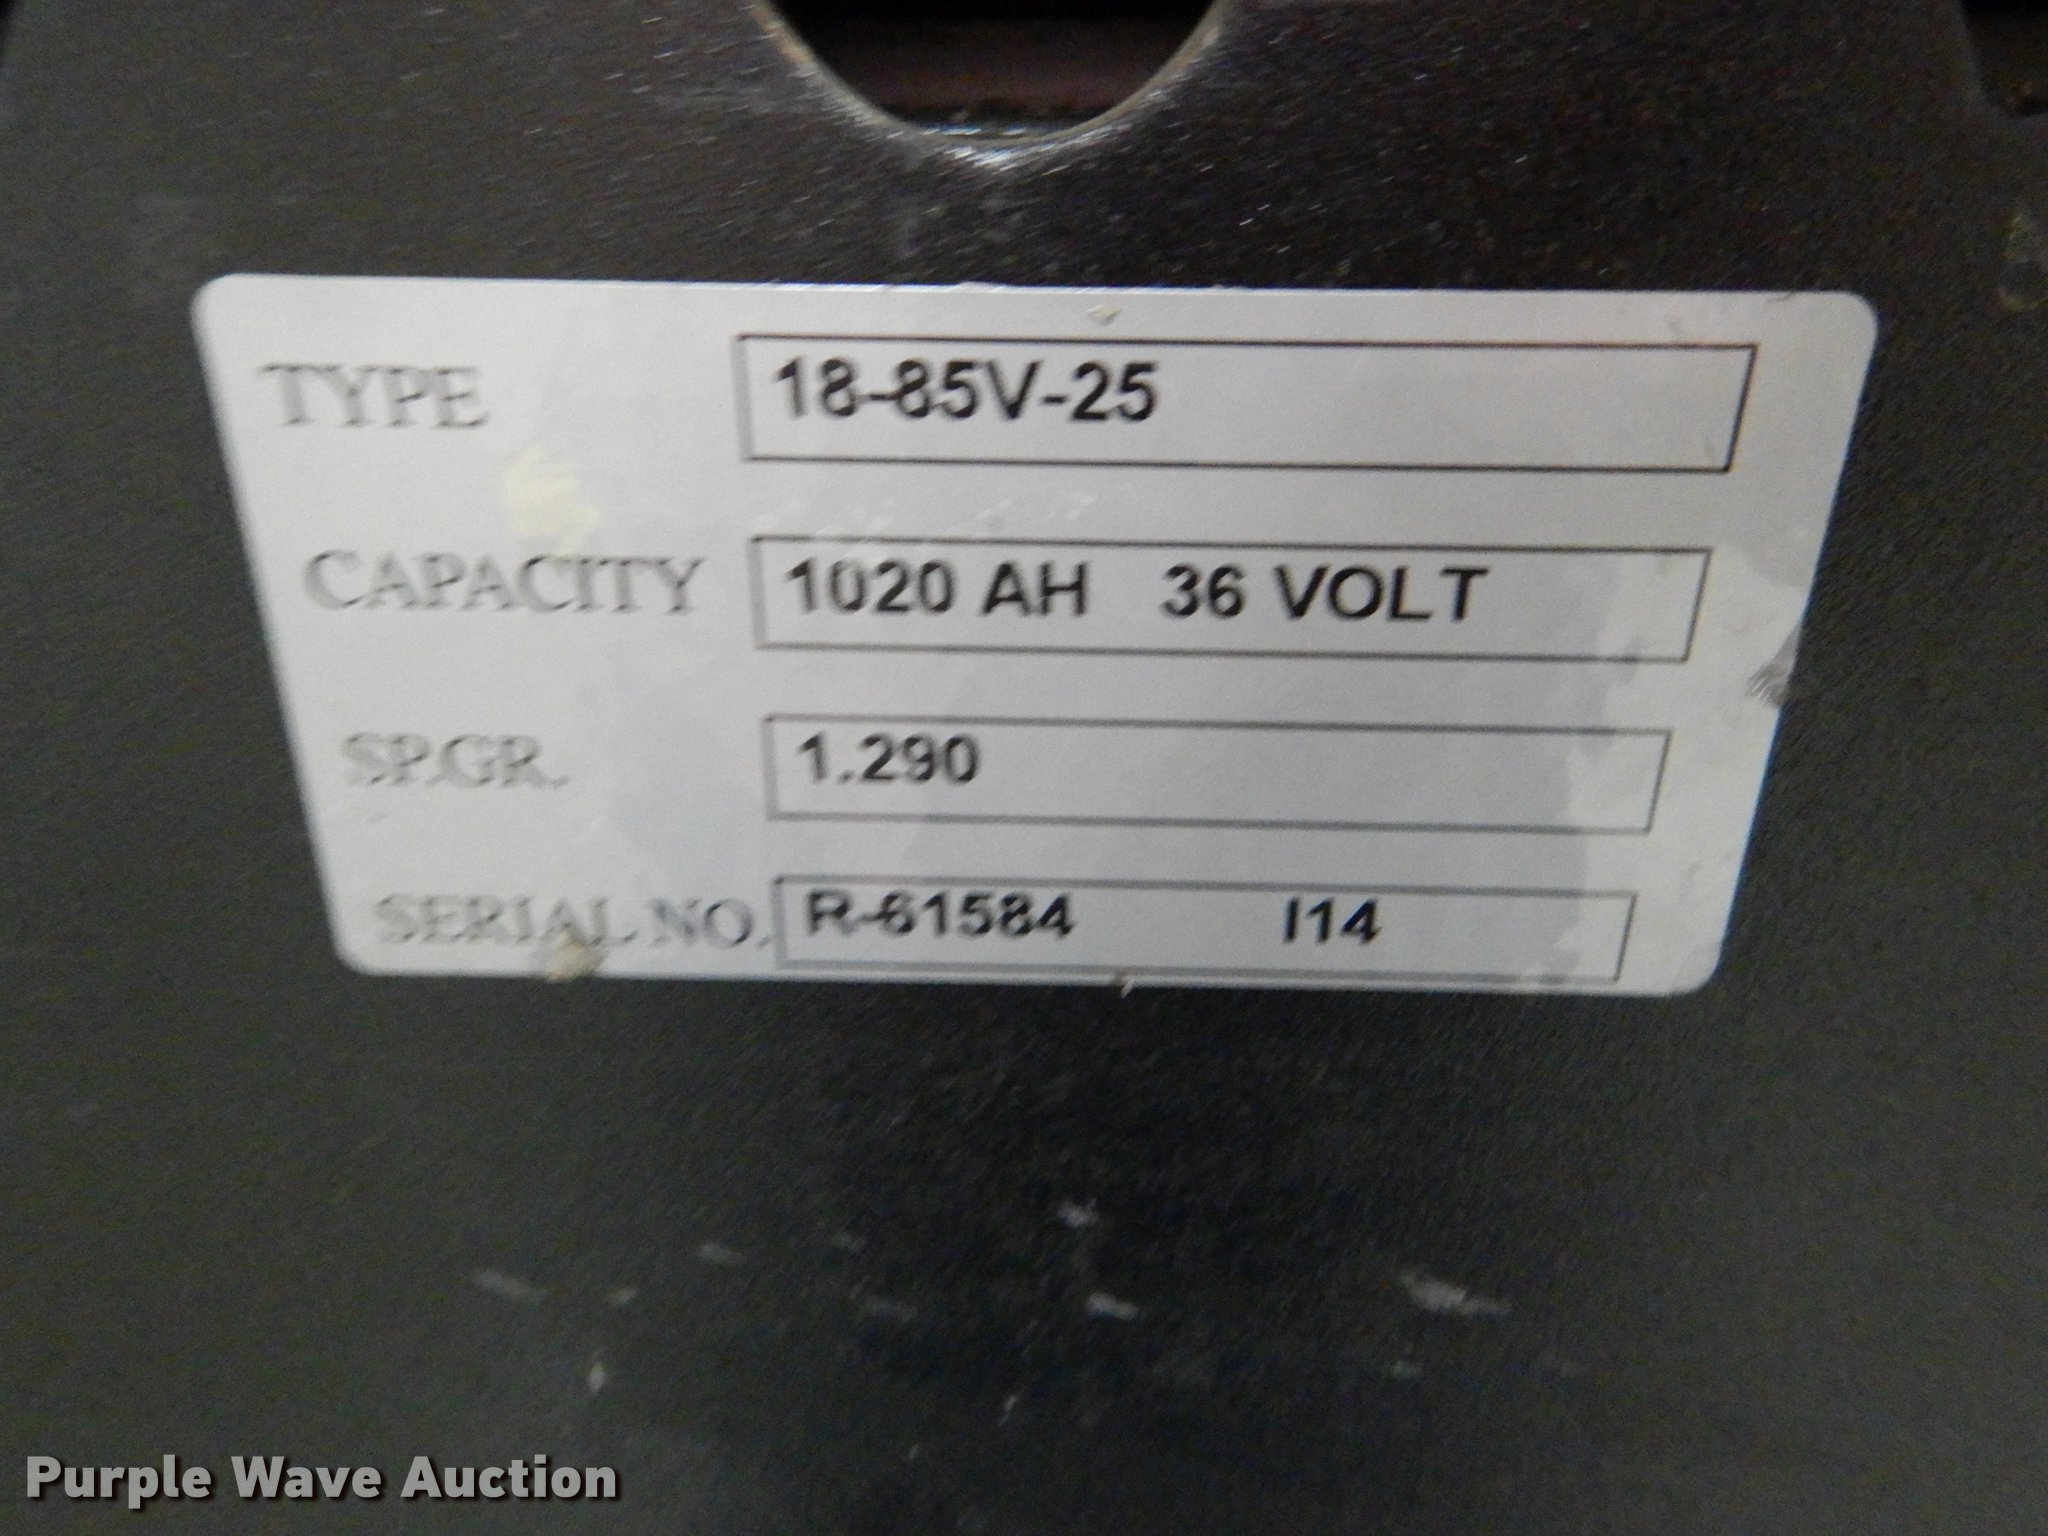 TYPE 18-85V-25
CAPACITY 1020 AH 36 VOLT
SP.GR. 1.290
SERIAL NO. R-61584 I14
Purple Wave Auction